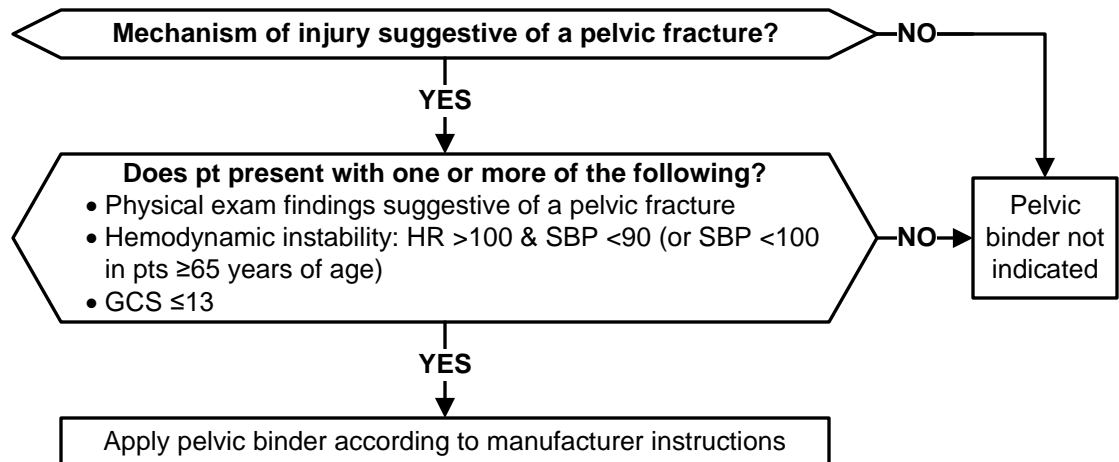 Mechanism of injury suggestive of a pelvic fracture?
NO
YES
Does pt present with one or more of the following?
• Physical exam findings suggestive of a pelvic fracture
• Hemodynamic instability: HR >100 & SBP <90 (or SBP <100
in pts ≥65 years of age)
• GCS ≤13
NO
Pelvic
binder not
indicated
YES
Apply pelvic binder according to manufacturer instructions